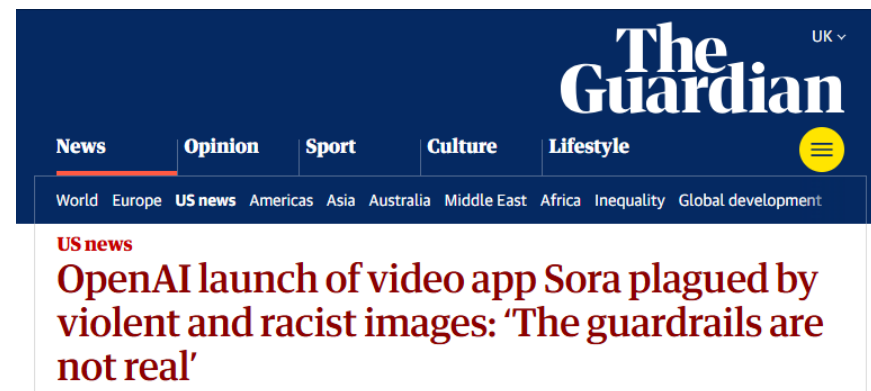 The
Guardian
UK
News Opinion Sport Culture Lifestyle
World Europe US news Americas Asia Australia Middle East Africa Inequality Global development
US news
OpenAI launch of video app Sora plagued by
violent and racist images: ‘The guardrails are
not real’